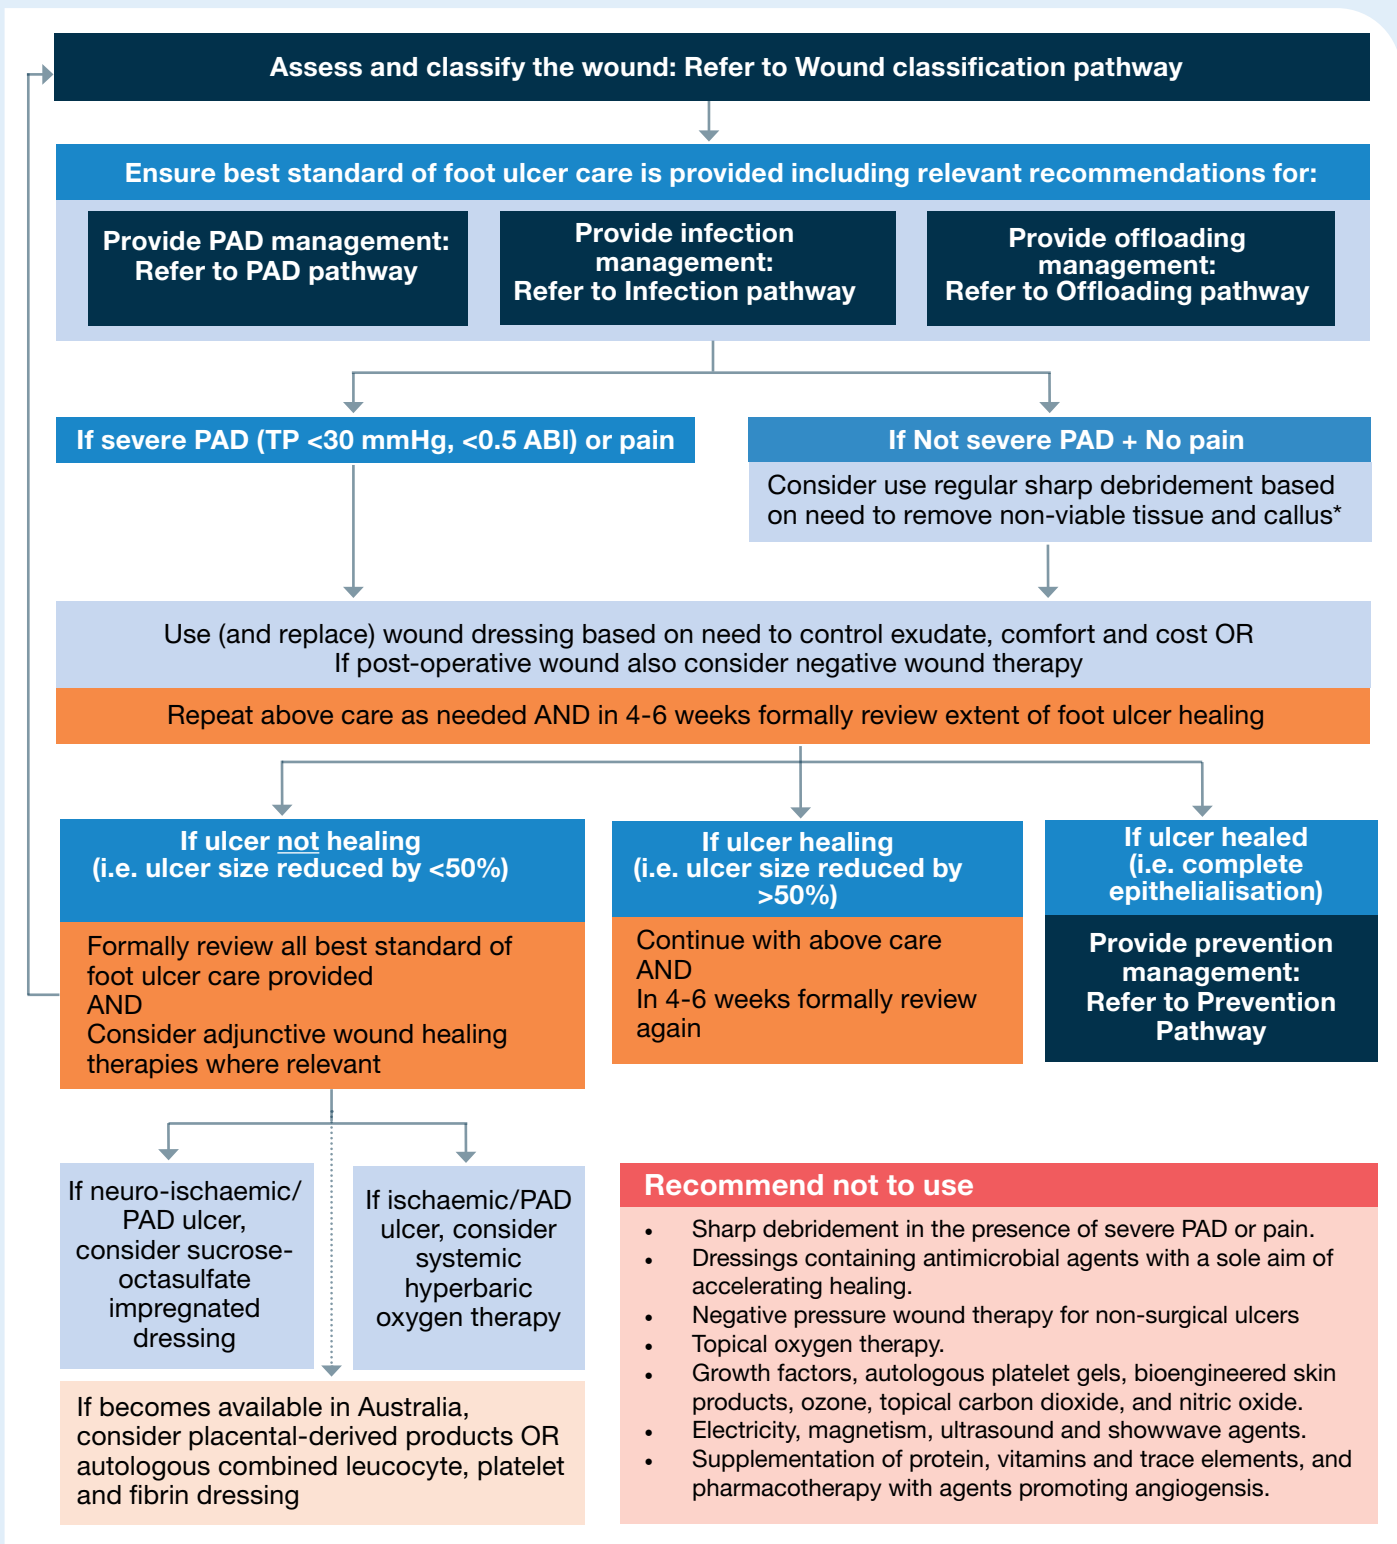 Assess and classify the wound: Refer to Wound classification pathway
Ensure best standard of foot ulcer care is provided including relevant recommendations for:
Provide PAD management:
Refer to PAD pathway
Provide infection
management:
Refer to Infection pathway
Provide offloading
management:
Refer to Offloading pathway
If severe PAD (TP <30 mmHg, <0.5 ABI) or pain
If Not severe PAD + No pain
Consider use regular sharp debridement based
on need to remove non-viable tissue and callus*
Use (and replace) wound dressing based on need to control exudate, comfort and cost OR
If post-operative wound also consider negative wound therapy
Repeat above care as needed AND in 4-6 weeks formally review extent of foot ulcer healing
If ulcer not healing
(i.e. ulcer size reduced by <50%)
Formally review all best standard of
foot ulcer care provided
AND
Consider adjunctive wound healing
therapies where relevant
If ulcer healing
(i.e. ulcer size reduced by
>50%)
Continue with above care
AND
In 4-6 weeks formally review
again
If ulcer healed
(i.e. complete
epithelialisation)
Provide prevention
management:
Refer to Prevention
Pathway
If neuro-ischaemic/
PAD ulcer,
consider sucrose-
octasulfate
impregnated
dressing
If ischaemic/PAD
ulcer, consider
systemic
hyperbaric
oxygen therapy
If becomes available in Australia,
consider placental-derived products OR
autologous combined leucocyte, platelet
and fibrin dressing
Recommend not to use
• Sharp debridement in the presence of severe PAD or pain.
• Dressings containing antimicrobial agents with a sole aim of
accelerating healing.
• Negative pressure wound therapy for non-surgical ulcers
• Topical oxygen therapy.
• Growth factors, autologous platelet gels, bioengineered skin
products, ozone, topical carbon dioxide, and nitric oxide.
• Electricity, magnetism, ultrasound and showwave agents.
• Supplementation of protein, vitamins and trace elements, and
pharmacotherapy with agents promoting angiogensis.